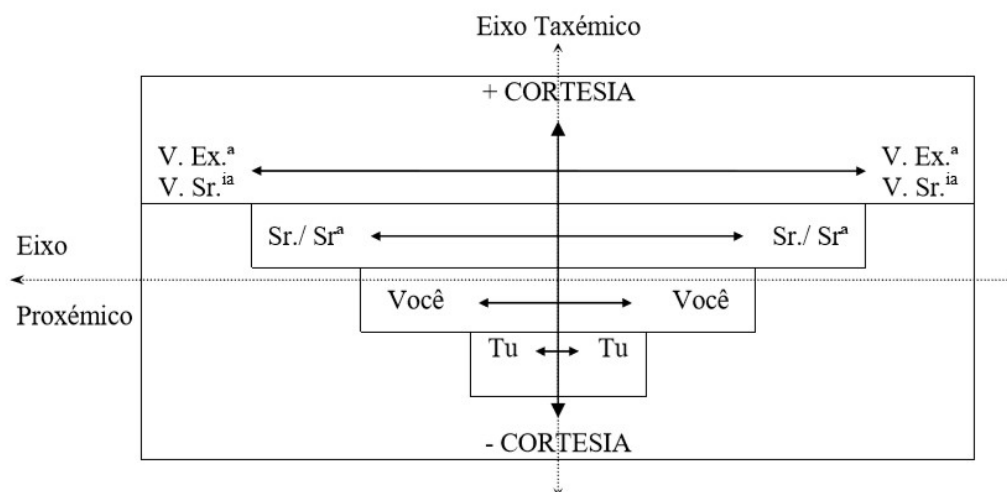 Eixo Taxémico
+ CORTESIA
V. Ex.ª V. Ex.ª
V. Sr.ia V. Sr.ia
Sr./ Srª Sr./ Srª
Eixo
Você Você
Proxémico
Tu Tu
- CORTESIA